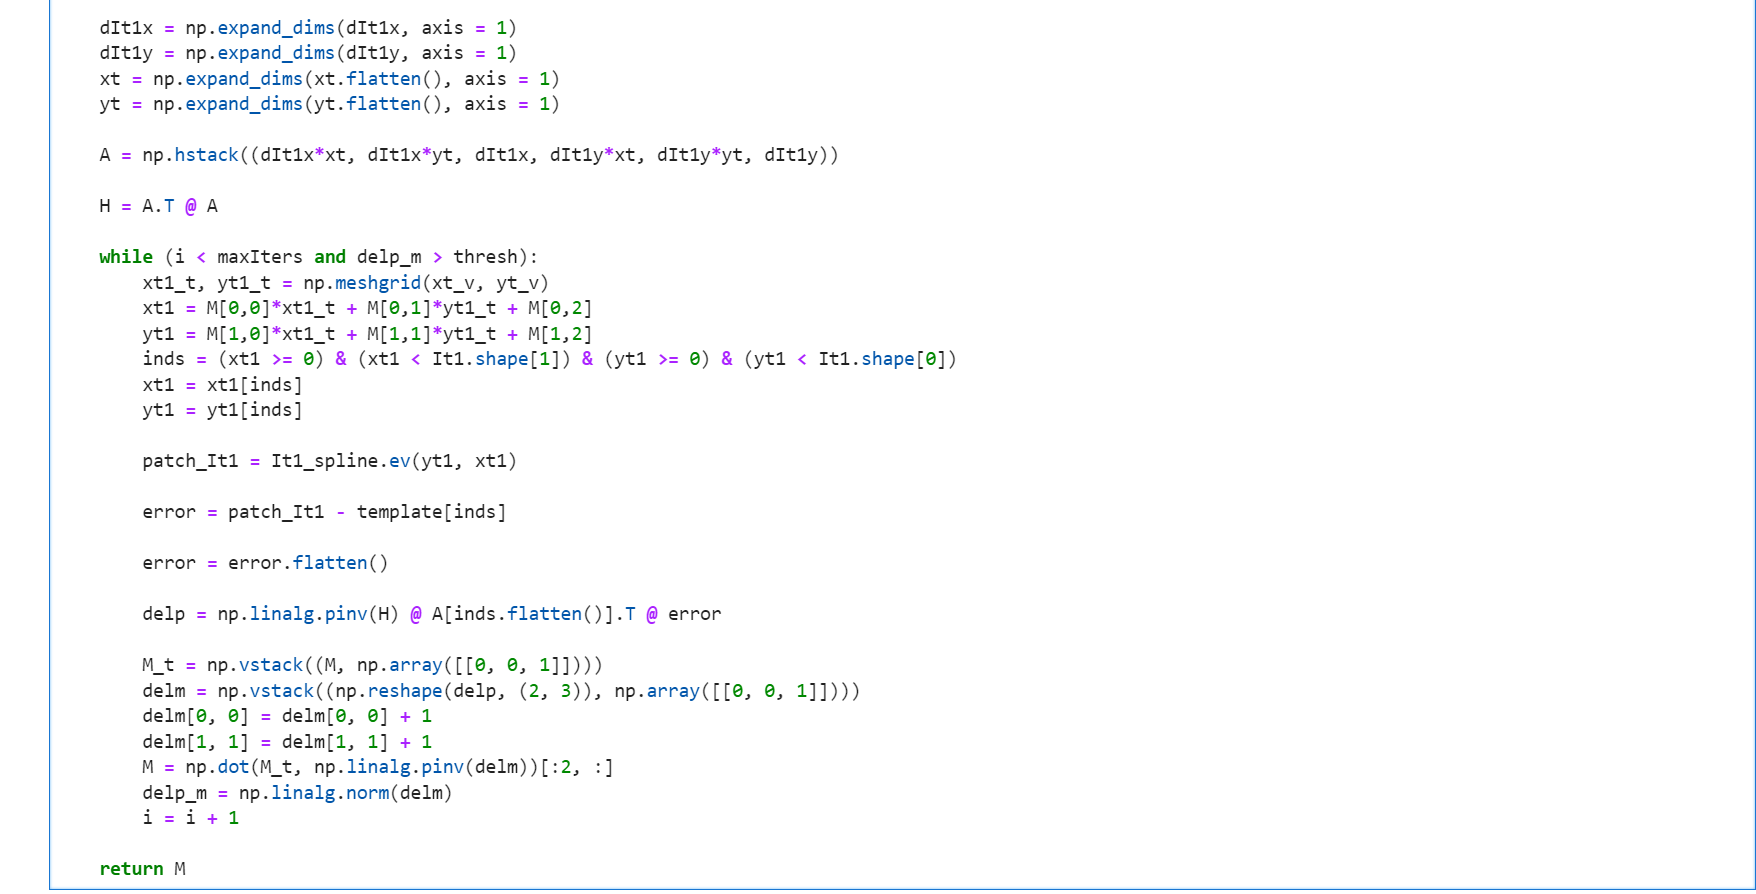 dIt1x = np.expand_dims(dIt1x, axis = 1)
dIt1y = np.expand_dims(dIt1y, axis = 1)
xt = np.expand_dims(xt.flatten(), axis = 1)
yt = np.expand_dims(yt.flatten(), axis = 1)
A = np.hstack((dIt1x*xt, dIt1x*yt, dIt1x, dIt1y*xt, dIt1y*yt, dIt1y))
H = A.T @ A
while (i < maxIters and delp_m > thresh):
xt1_t, yt1_t = np.meshgrid(xt_v, yt_v)
xt1 = M[0,0]*xt1_t + M[0,1]*yt1_t + M[0,2]
yt1 = M[1,0]*xt1_t + M[1,1]*yt1_t + M[1,2]
inds = (xt1 >= 0) & (xt1 < It1.shape[1]) & (yt1 >= 0) & (yt1 < It1.shape[0])
xt1 = xt1[inds]
yt1 = yt1[inds]
patch_It1 = It1_spline.ev(yt1, xt1)
error = patch_It1 - template[inds]
error = error.flatten()
delp = np.linalg.pinv(H) @ A[inds.flatten()].T @ error
M_t = np.vstack((M, np.array([[0, 0, 1]])))
delm = np.vstack((np.reshape(delp, (2, 3)), np.array([[0, 0, 1]])))
delm[0, 0] = delm[0, 0] + 1
delm[1, 1] = delm[1, 1] + 1
M = np.dot(M_t, np.linalg.pinv(delm))[:2, :]
delp_m = np.linalg.norm(delm)
i = i + 1
return M